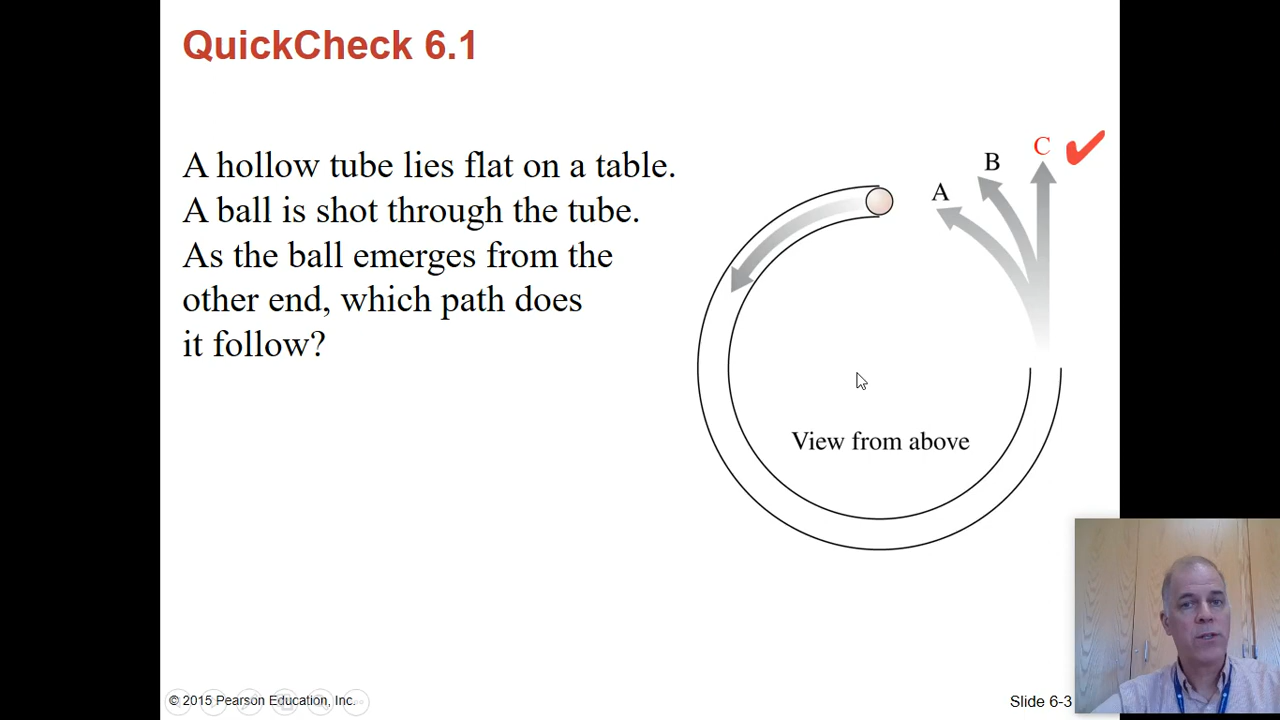 QuickCheck 6.1
A hollow tube lies flat on a table.
A ball is shot through the tube.
As the ball emerges from the
other end, which path does
it follow?
A
B
C
View from above
© 2015 Pearson Education, Inc.
Slide 6-3